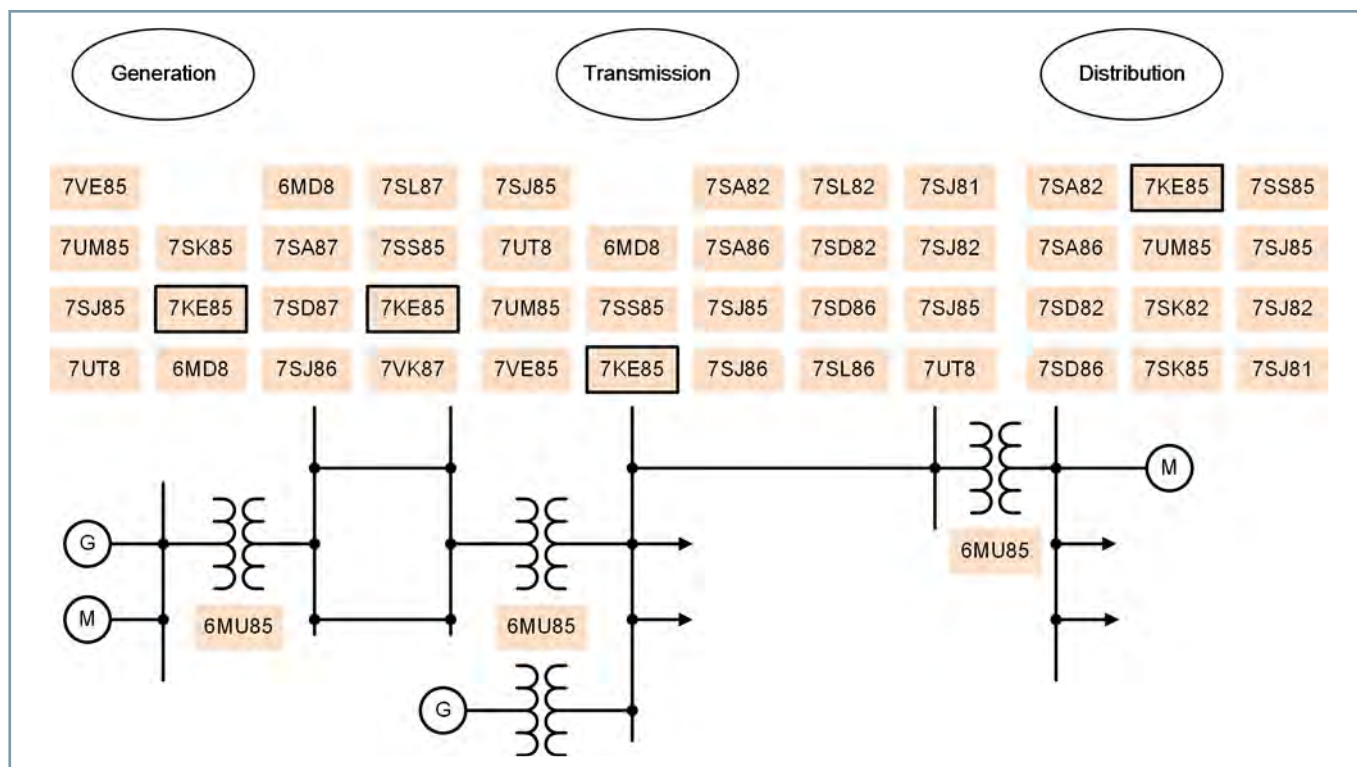 Generation Transmission Distribution
7VE85 6MD8 7SL87 7SJ85 7SA82 7SL82 7SJ81 7SA82 7KE85 7SS85
7UM85 7SK85 7SA87 7SS85 7UT8 6MD8 7SA86 7SD82 7SJ82 7SA86 7UM85 7SJ85
7SJ85 7KE85 7SD87 7KE85 7UM85 7SS85 7SJ85 7SD86 7SJ85 7SD82 7SK82 7SJ82
7UT8 6MD8 7SJ86 7VK87 7VE85 7KE85 7SJ86 7SL86 7UT8 7SD86 7SK85 7SJ81
M
G 6MU85
M 6MU85 6MU85
G